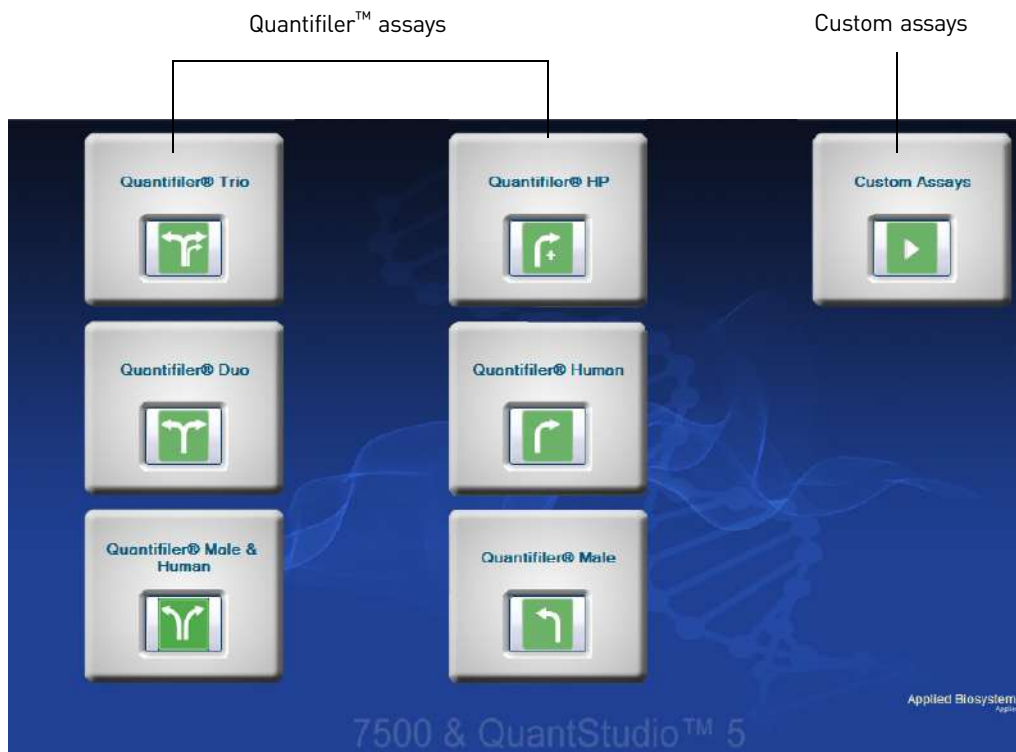 Quantifiler™ assays
Custom assays
Quantifiler® Trio
Quantifiler® HP
Custom Assays
Quantifiler® Duo
Quantifiler® Human
Quantifiler® Male &
Human
Quantifiler® Male
Applied Biosystem
Applie
7500 & QuantStudio™ 5